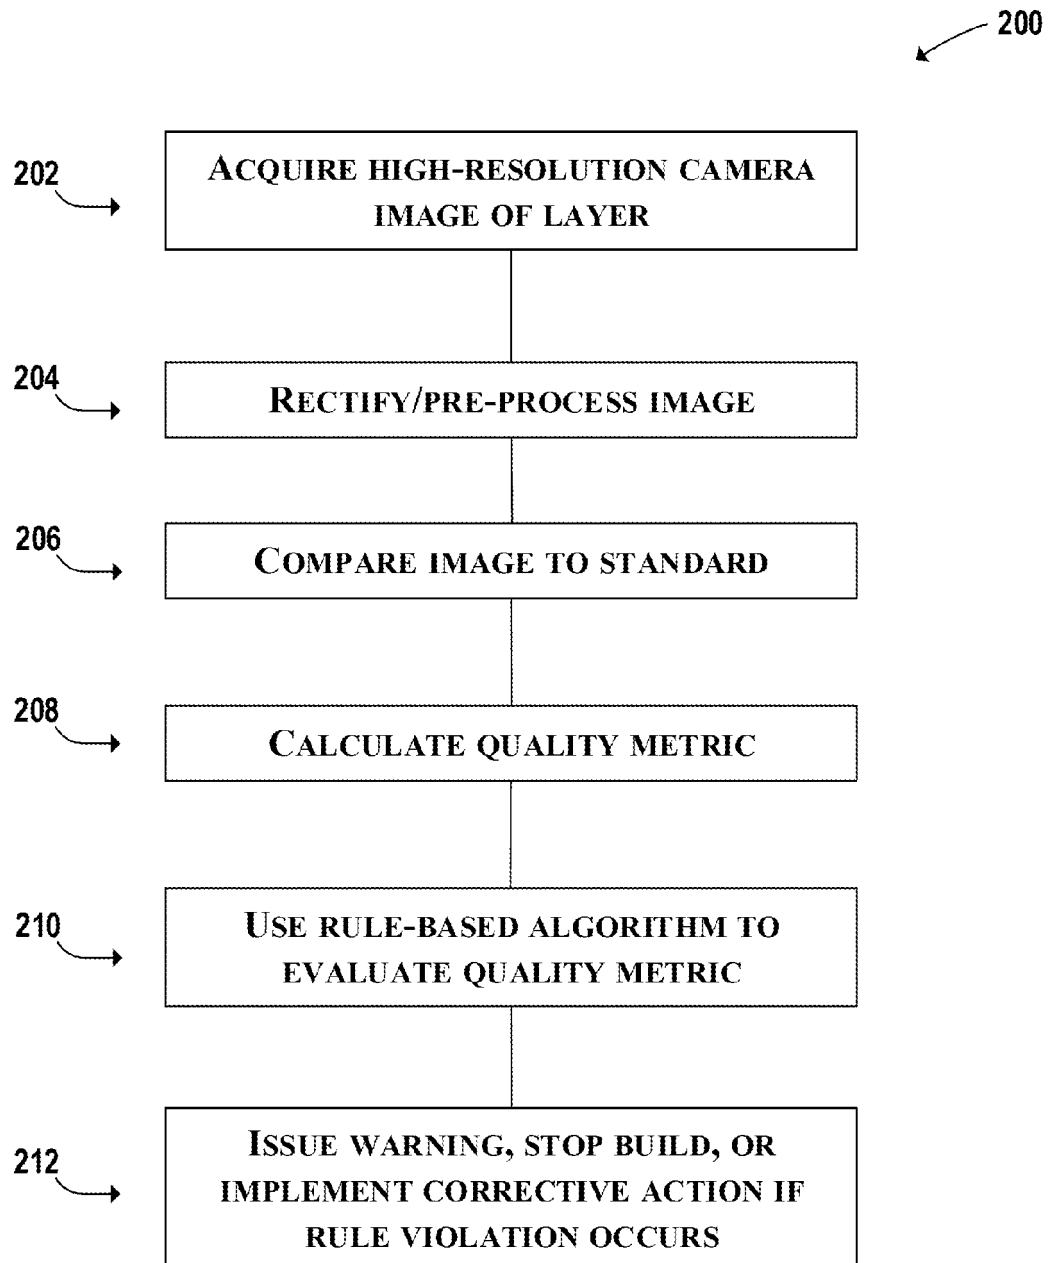 200
202
ACQUIRE HIGH-RESOLUTION CAMERA
IMAGE OF LAYER
204
RECTIFY/PRE-PROCESS IMAGE
206
COMPARE IMAGE TO STANDARD
208
CALCULATE QUALITY METRIC
210
USE RULE-BASED ALGORITHM TO
EVALUATE QUALITY METRIC
212
ISSUE WARNING, STOP BUILD, OR
IMPLEMENT CORRECTIVE ACTION IF
RULE VIOLATION OCCURS